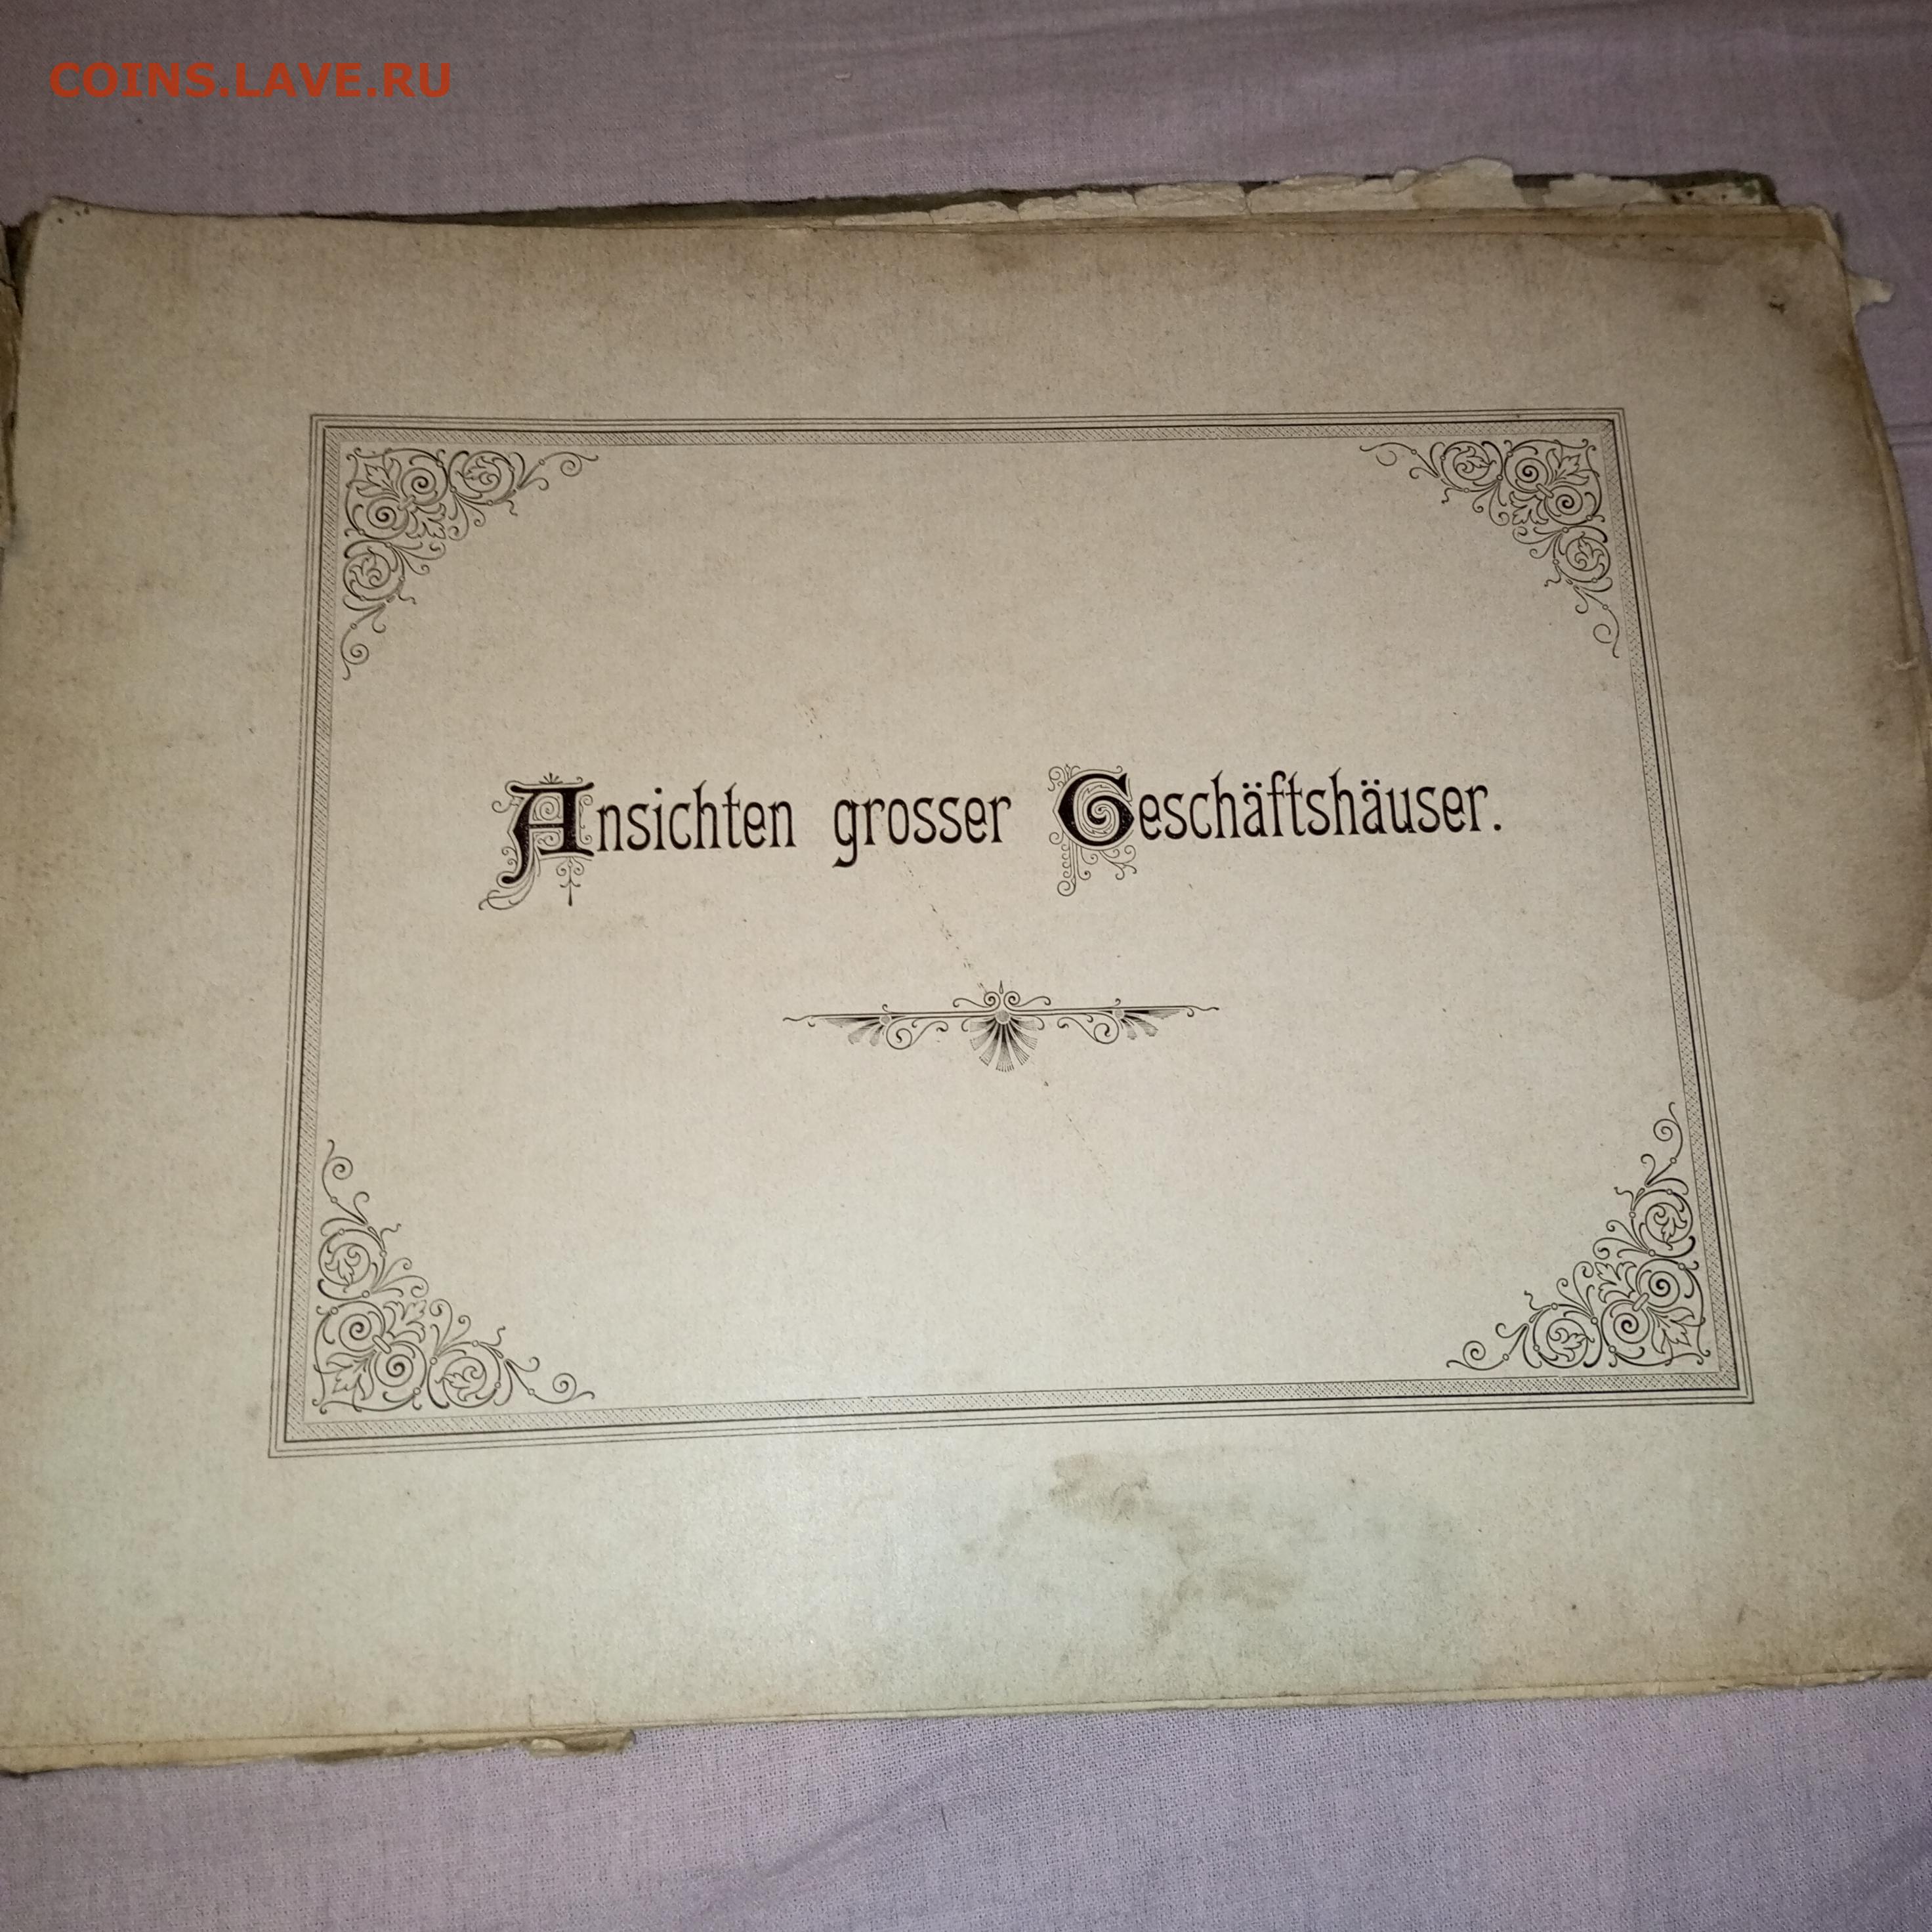 COINS.LAVE.RU
Ansichten grosser Geschäftshäuser.